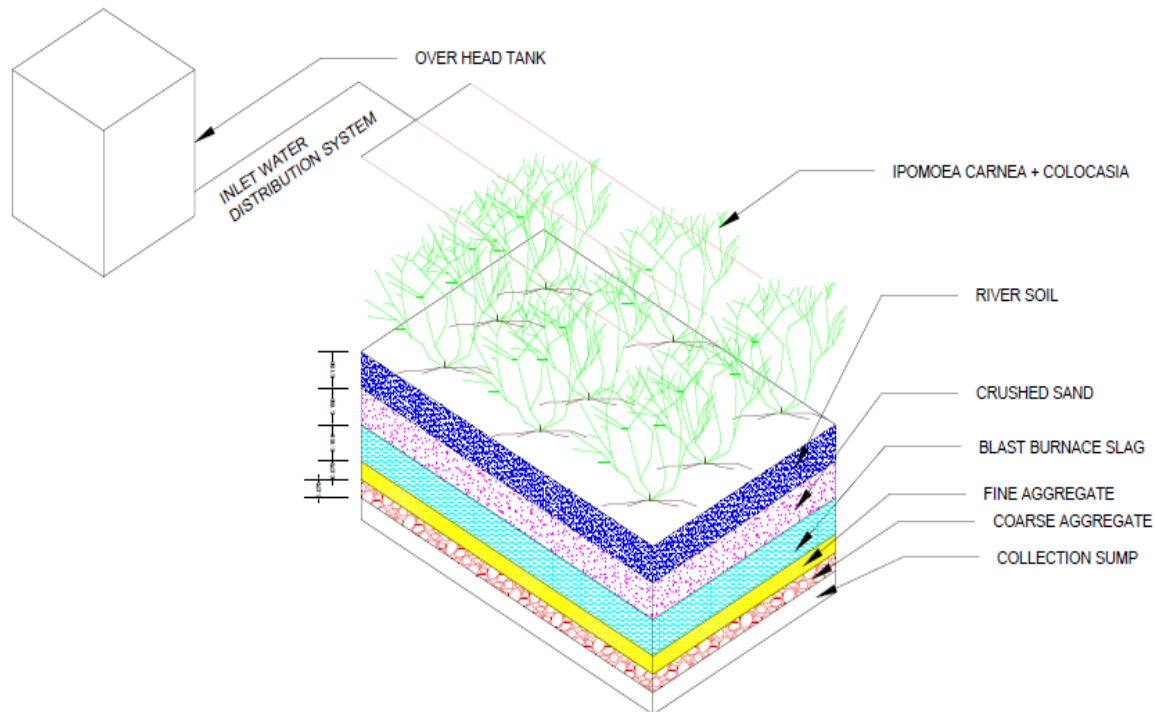 OVER HEAD TANK
INLET WATER
DISTRIBUTION SYSTEM
IPOMOEA CARNEA + COLOCASIA
RIVER SOIL
CRUSHED SAND
BLAST BURNACE SLAG
FINE AGGREGATE
COARSE AGGREGATE
COLLECTION SUMP